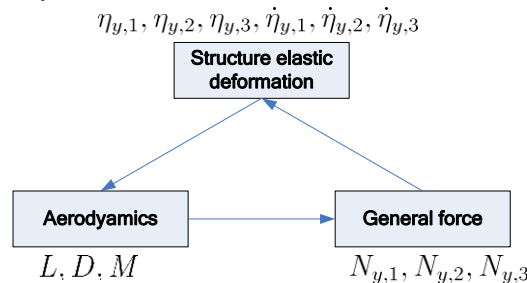 η_{y,1}, η_{y,2}, η_{y,3}, η̇_{y,1}, η̇_{y,2}, η̇_{y,3}
Structure elastic
deformation
Aerodyamics
General force
L, D, M
N_{y,1}, N_{y,2}, N_{y,3}